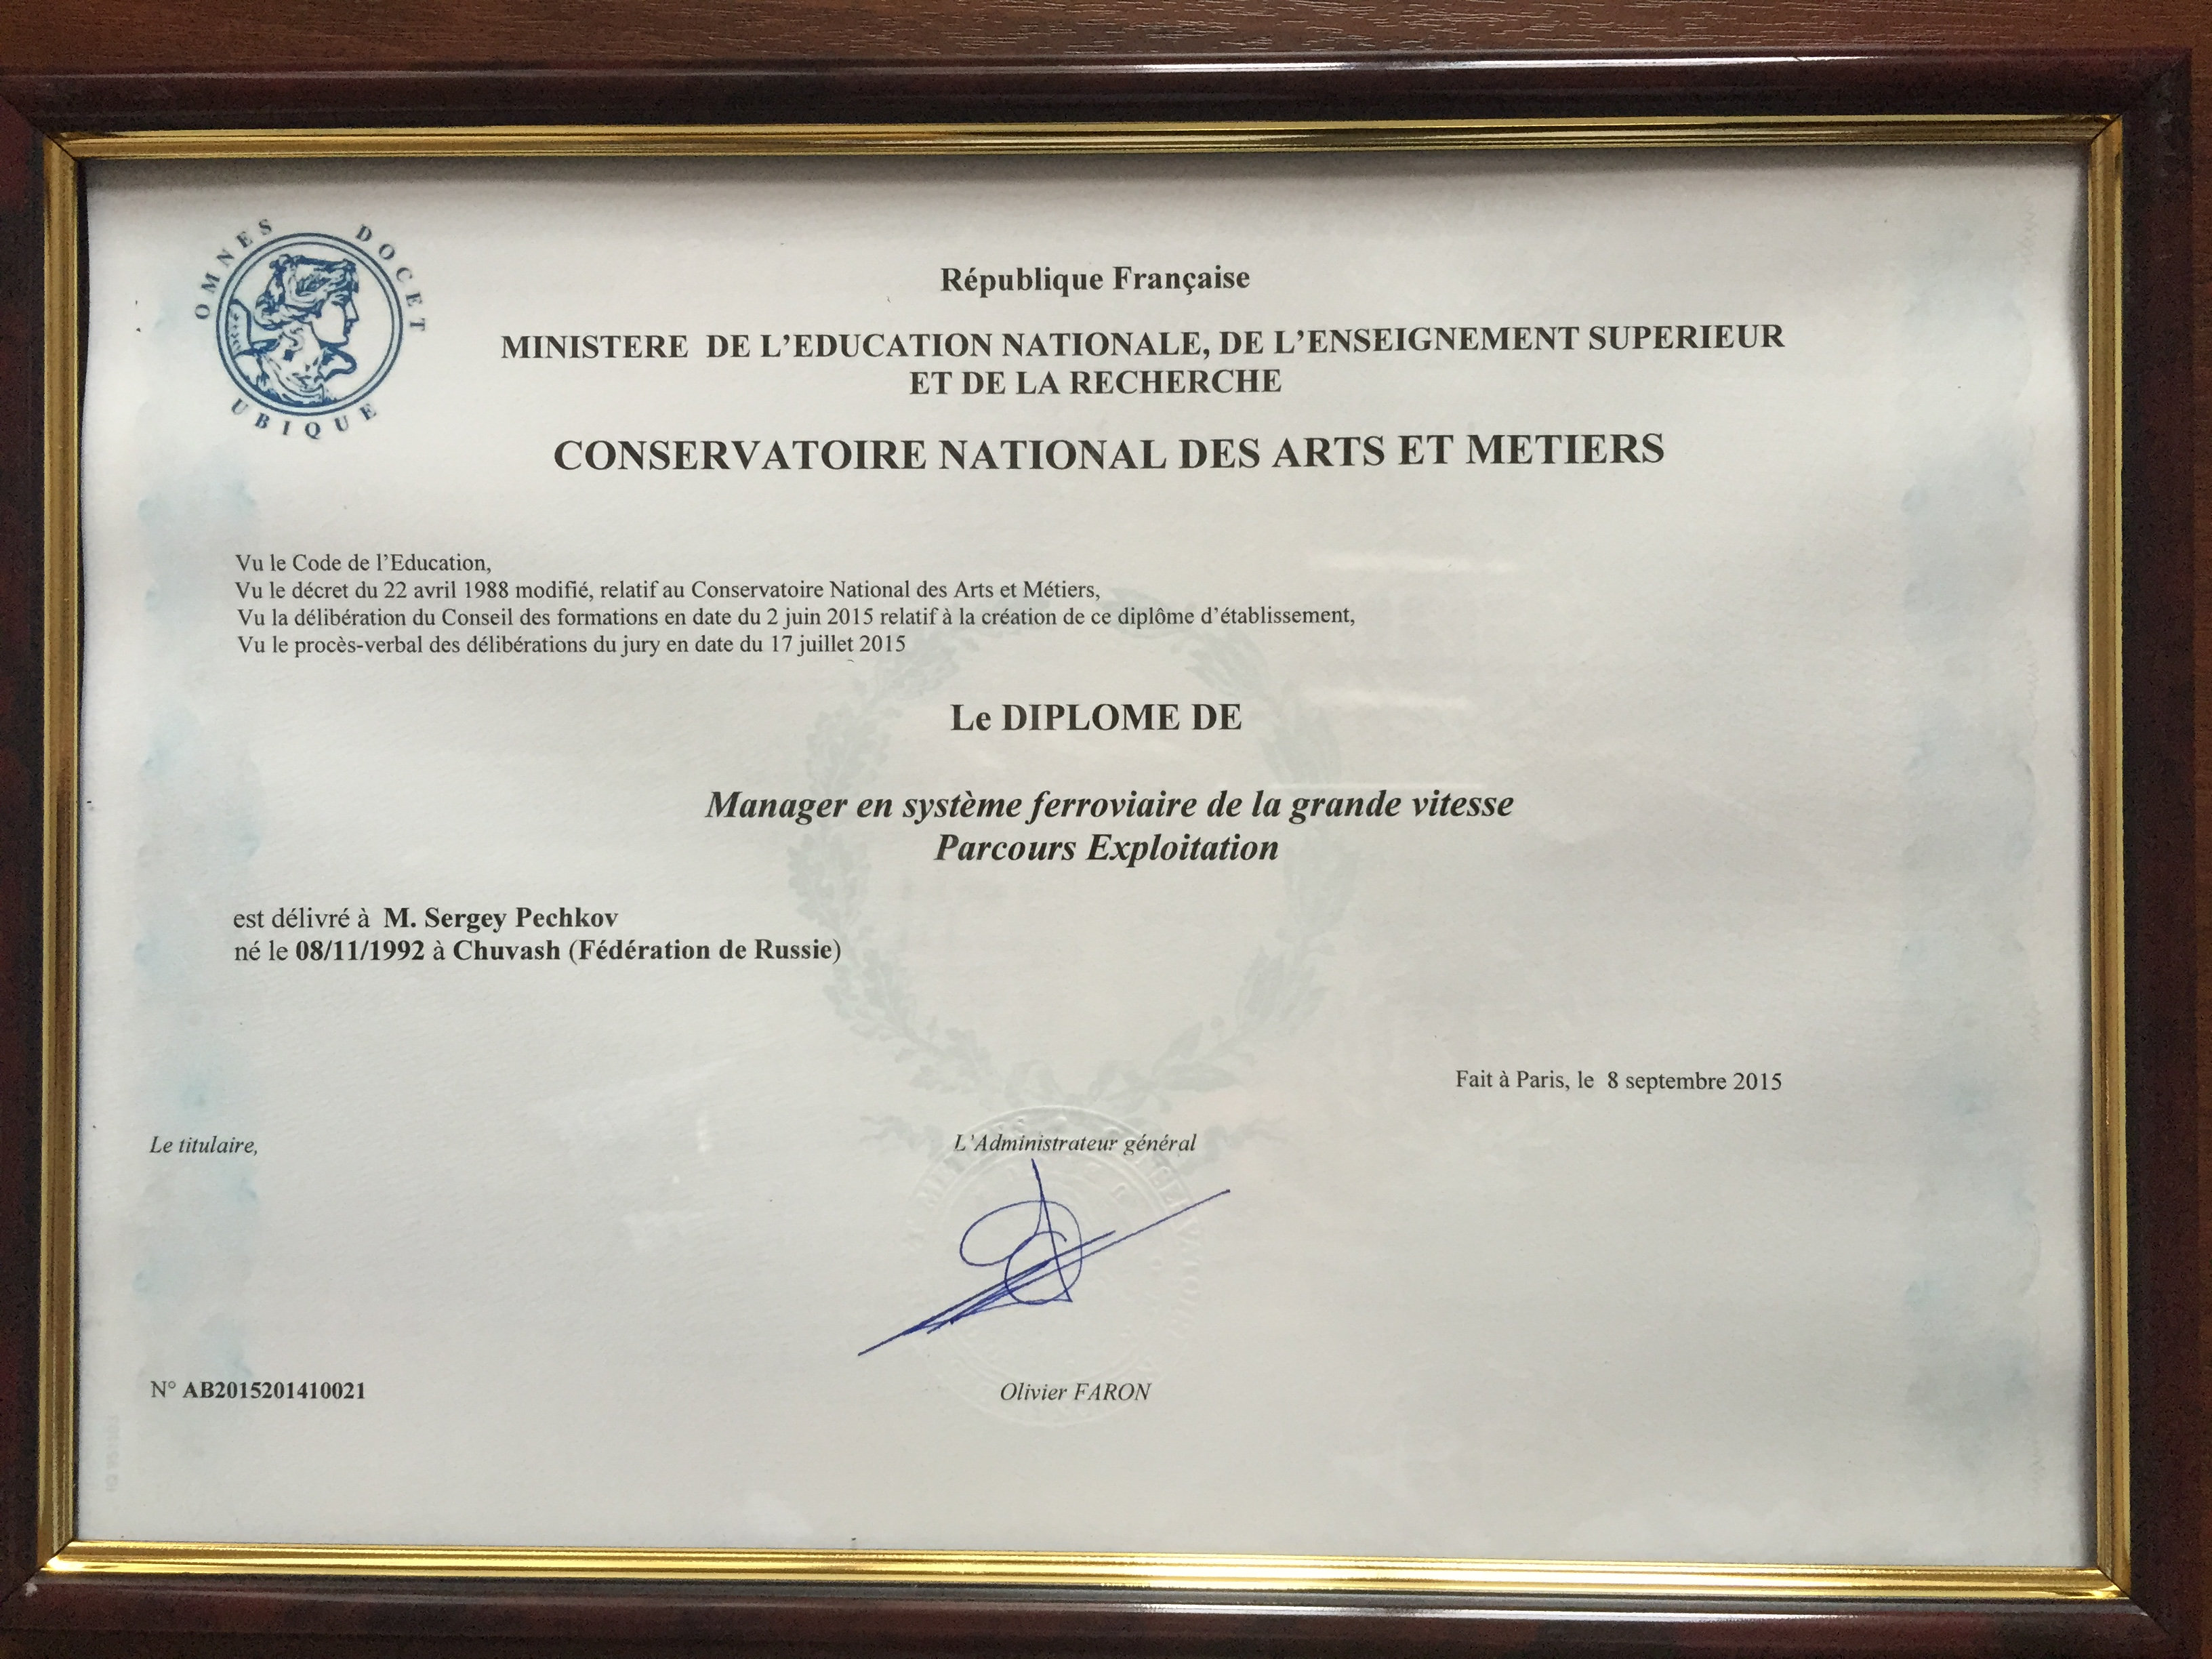 OMNES DOCET UBIQUE
République Française
MINISTERE DE L'EDUCATION NATIONALE, DE L'ENSEIGNEMENT SUPERIEUR
ET DE LA RECHERCHE
CONSERVATOIRE NATIONAL DES ARTS ET METIERS
Vu le Code de l'Education,
Vu le décret du 22 avril 1988 modifié, relatif au Conservatoire National des Arts et Métiers,
Vu la délibération du Conseil des formations en date du 2 juin 2015 relatif à la création de ce diplôme d'établissement,
Vu le procès-verbal des délibérations du jury en date du 17 juillet 2015
Le DIPLOME DE
Manager en système ferroviaire de la grande vitesse
Parcours Exploitation
est délivré à M. Sergey Pechkov
né le 08/11/1992 à Chuvash (Fédération de Russie)
Fait à Paris, le 8 septembre 2015
Le titulaire,
L'Administrateur général
N° AB2015201410021
Olivier FARON